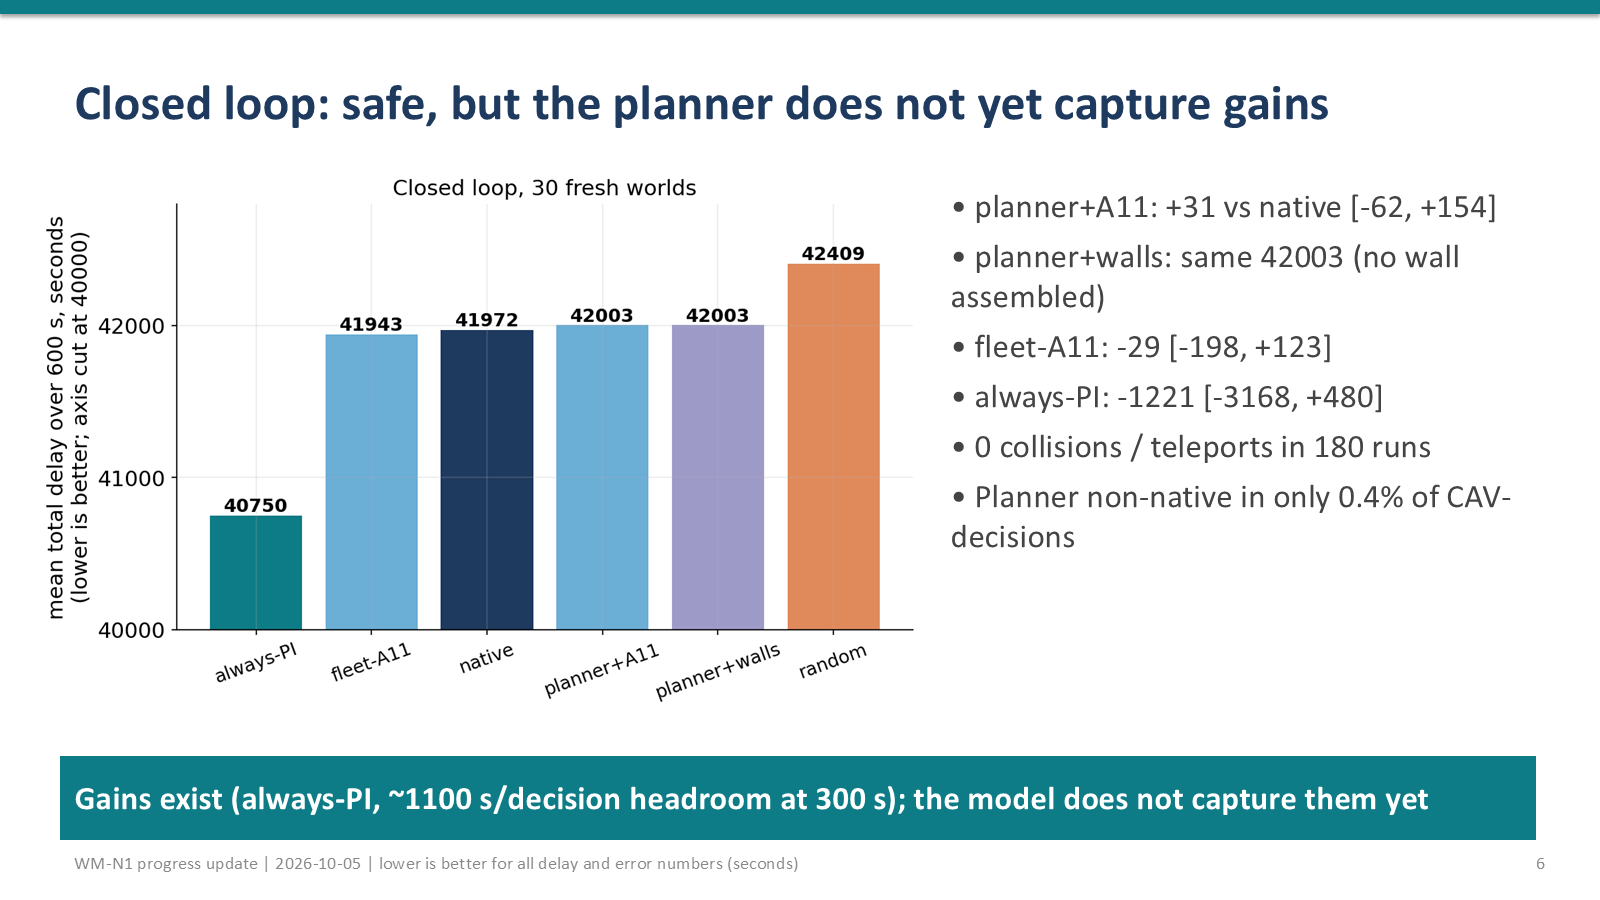 Closed loop: safe, but the planner does not yet capture gains
Closed loop, 30 fresh worlds
mean total delay over 600 s, seconds
(lower is better; axis cut at 40000)
42000
41000
40000
40750
41943
41972
42003
42003
42409
always-PI
fleet-A11
native
planner+A11
planner+walls
random
• planner+A11: +31 vs native [-62, +154]
• planner+walls: same 42003 (no wall
assembled)
• fleet-A11: -29 [-198, +123]
• always-PI: -1221 [-3168, +480]
• 0 collisions / teleports in 180 runs
• Planner non-native in only 0.4% of CAV-
decisions
Gains exist (always-PI, ~1100 s/decision headroom at 300 s); the model does not capture them yet
WM-N1 progress update | 2026-10-05 | lower is better for all delay and error numbers (seconds)
6